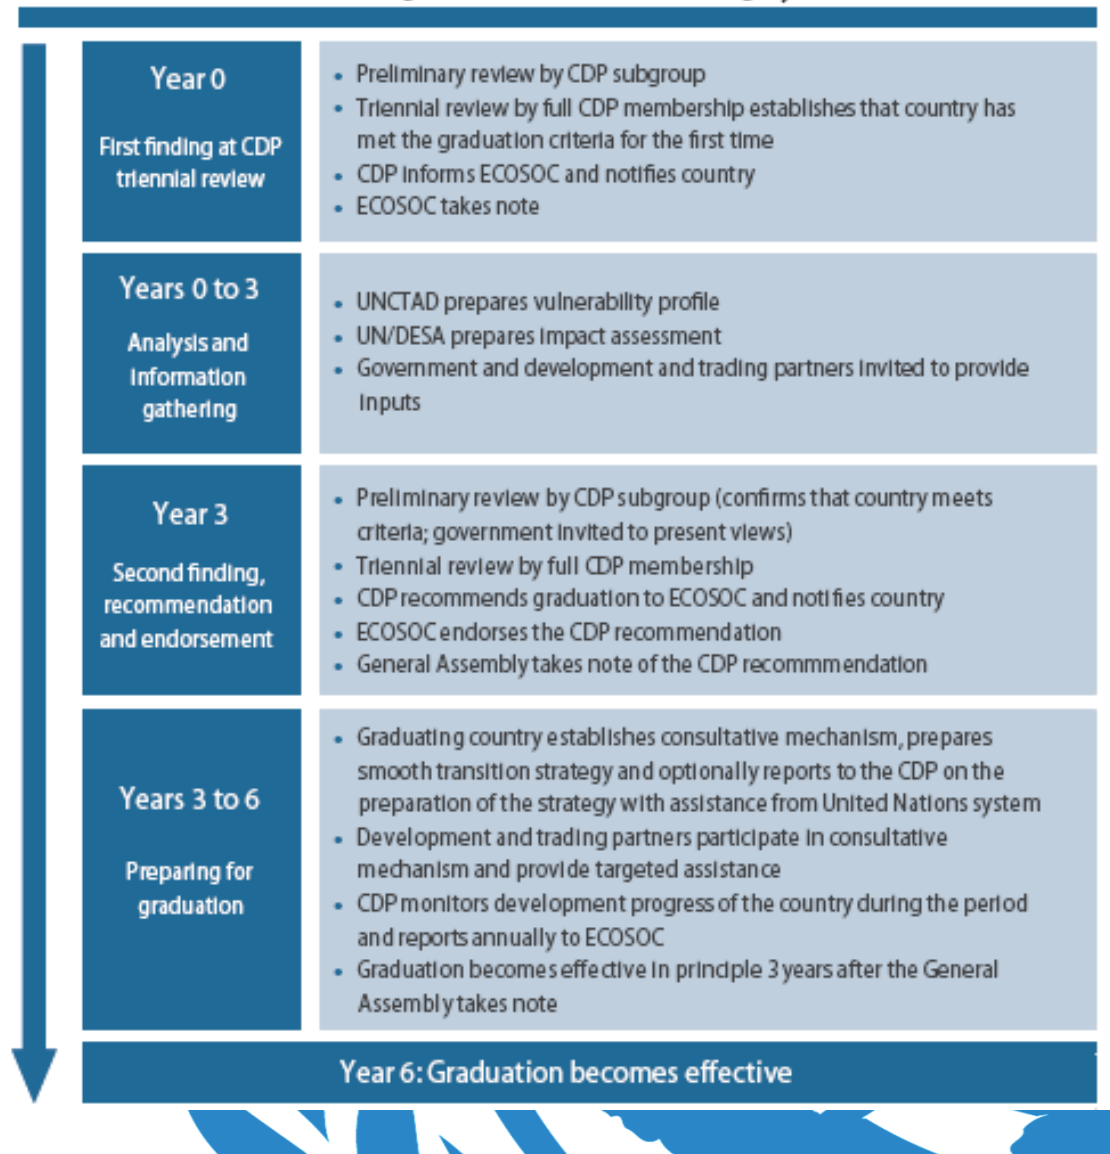 Year 0
First finding at CDP
triennial review
• Preliminary review by CDP subgroup
• Triennial review by full CDP membership establishes that country has
met the graduation criteria for the first time
• CDP informs ECOSOC and notifies country
• ECOSOC takes note
Years 0 to 3
Analysis and
information
gathering
• UNCTAD prepares vulnerability profile
• UN/DESA prepares impact assessment
• Government and development and trading partners invited to provide
inputs
Year 3
Second finding,
recommendation
and endorsement
• Preliminary review by CDP subgroup (confirms that country meets
criteria; government invited to present views)
• Triennial review by full CDP membership
• CDP recommends graduation to ECOSOC and notifies country
• ECOSOC endorses the CDP recommendation
• General Assembly takes note of the CDP recommmendation
Years 3 to 6
Preparing for
graduation
• Graduating country establishes consultative mechanism, prepares
smooth transition strategy and optionally reports to the CDP on the
preparation of the strategy with assistance from United Nations system
• Development and trading partners participate in consultative
mechanism and provide targeted assistance
• CDP monitors development progress of the country during the period
and reports annually to ECOSOC
• Graduation becomes effective in principle 3 years after the General
Assembly takes note
Year 6: Graduation becomes effective